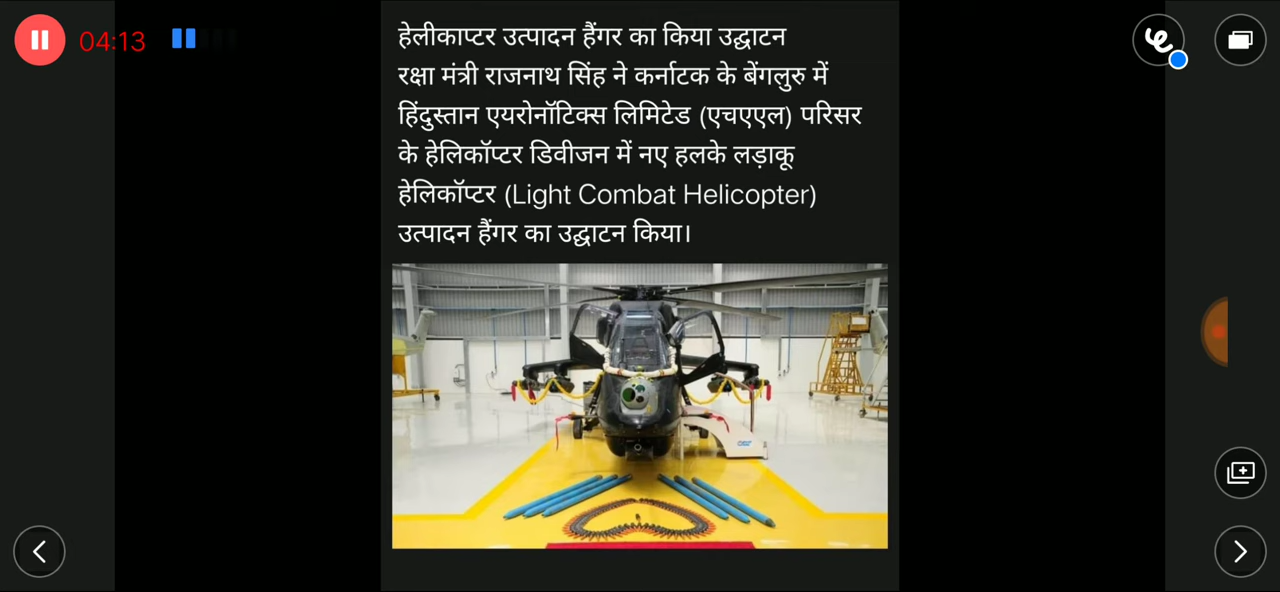 04:13
हेलीकाप्टर उत्पादन हैंगर का किया उद्घाटन
रक्षा मंत्री राजनाथ सिंह ने कर्नाटक के बेंगलुरु में
हिंदुस्तान एयरोनॉटिक्स लिमिटेड (एचएएल) परिसर
के हेलिकॉप्टर डिवीजन में नए हलके लड़ाकू
हेलिकॉप्टर (Light Combat Helicopter)
उत्पादन हैंगर का उद्घाटन किया।